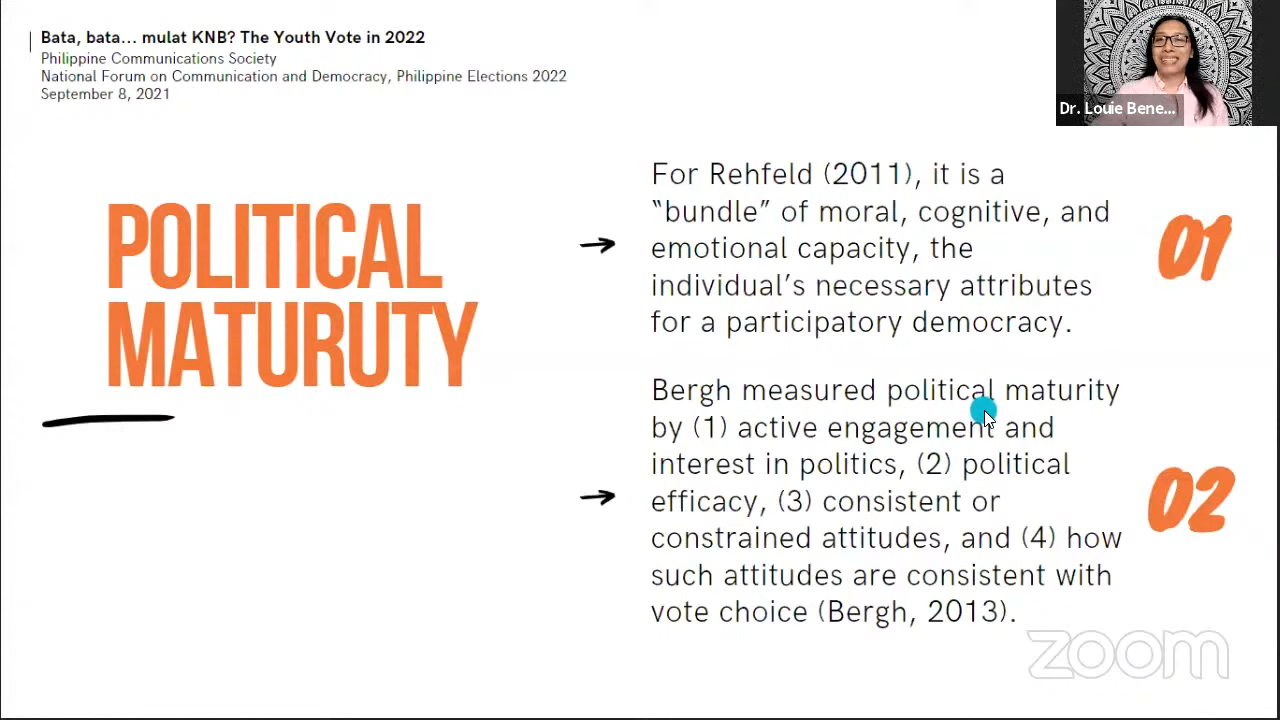 Bata, bata... mulat KNB? The Youth Vote in 2022
Philippine Communications Society
National Forum on Communication and Democracy, Philippine Elections 2022
September 8, 2021
Dr. Louie Bene...
POLITICAL
MATURUTY
For Rehfeld (2011), it is a
“bundle” of moral, cognitive, and
emotional capacity, the
individual’s necessary attributes
for a participatory democracy.
01
Bergh measured political maturity
by (1) active engagement and
interest in politics, (2) political
efficacy, (3) consistent or
constrained attitudes, and (4) how
such attitudes are consistent with
vote choice (Bergh, 2013).
02
zoom